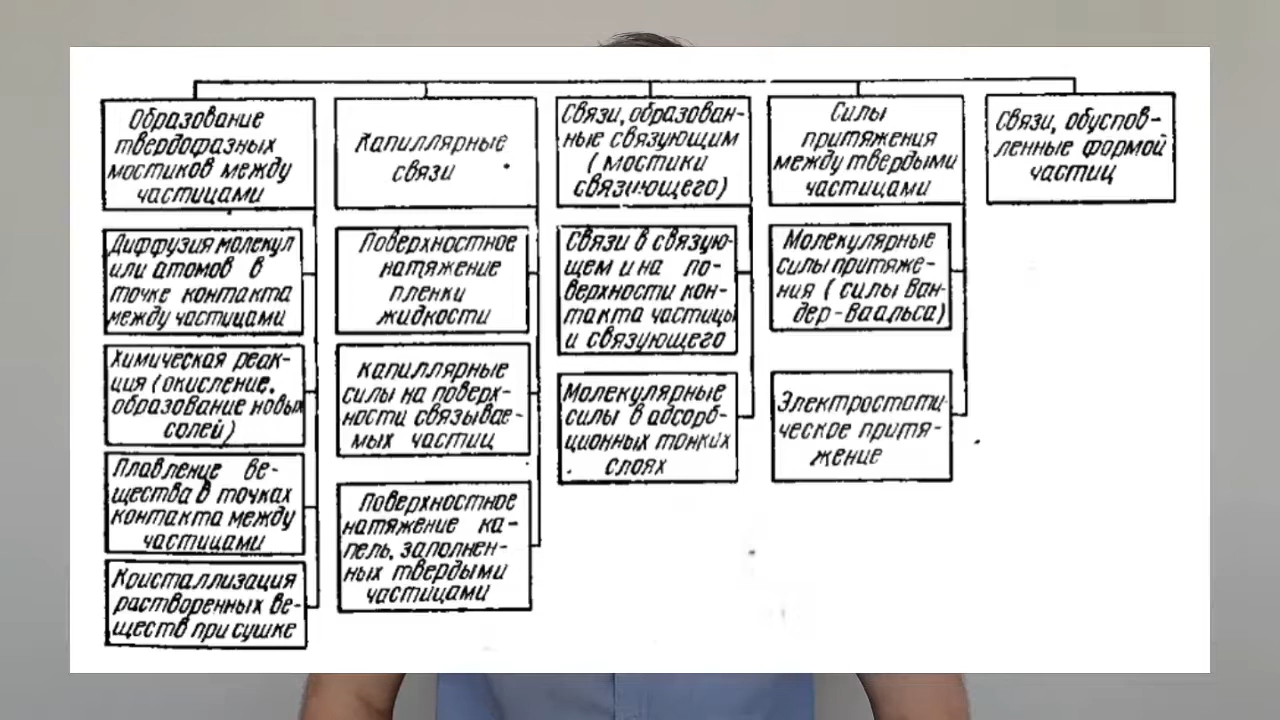 Образование
твердофазных
мостиков между
частицами
Диффузия молекул
или атомов в
точке контакта
между частицами
Химическая реак-
ция (окисление,
образование новых
солей)
Плавление ве-
щества в точках
контакта между
частицами
Кристаллизация
растворенных ве-
ществ при сушке
Капиллярные
связи
Поверхностное
натяжение
пленки
жидкости
Капиллярные
силы на поверх-
ности связывае-
мых частиц
Поверхностное
натяжение ка-
пель, заполнен-
ных твердыми
частицами
Связи, образован-
ные связующим
(мостики
связующего)
Связи в связую-
щем и на по-
верхности кон-
такта частицы
и связующего
Молекулярные
силы в адсорб-
ционных тонких
слоях
Силы
притяжения
между твердыми
частицами
Молекулярные
силы притяже-
ния (силы Ван-
дер-Ваальса)
Электростати-
ческое притя-
жение
Связи, обуслов-
ленные формой
частиц